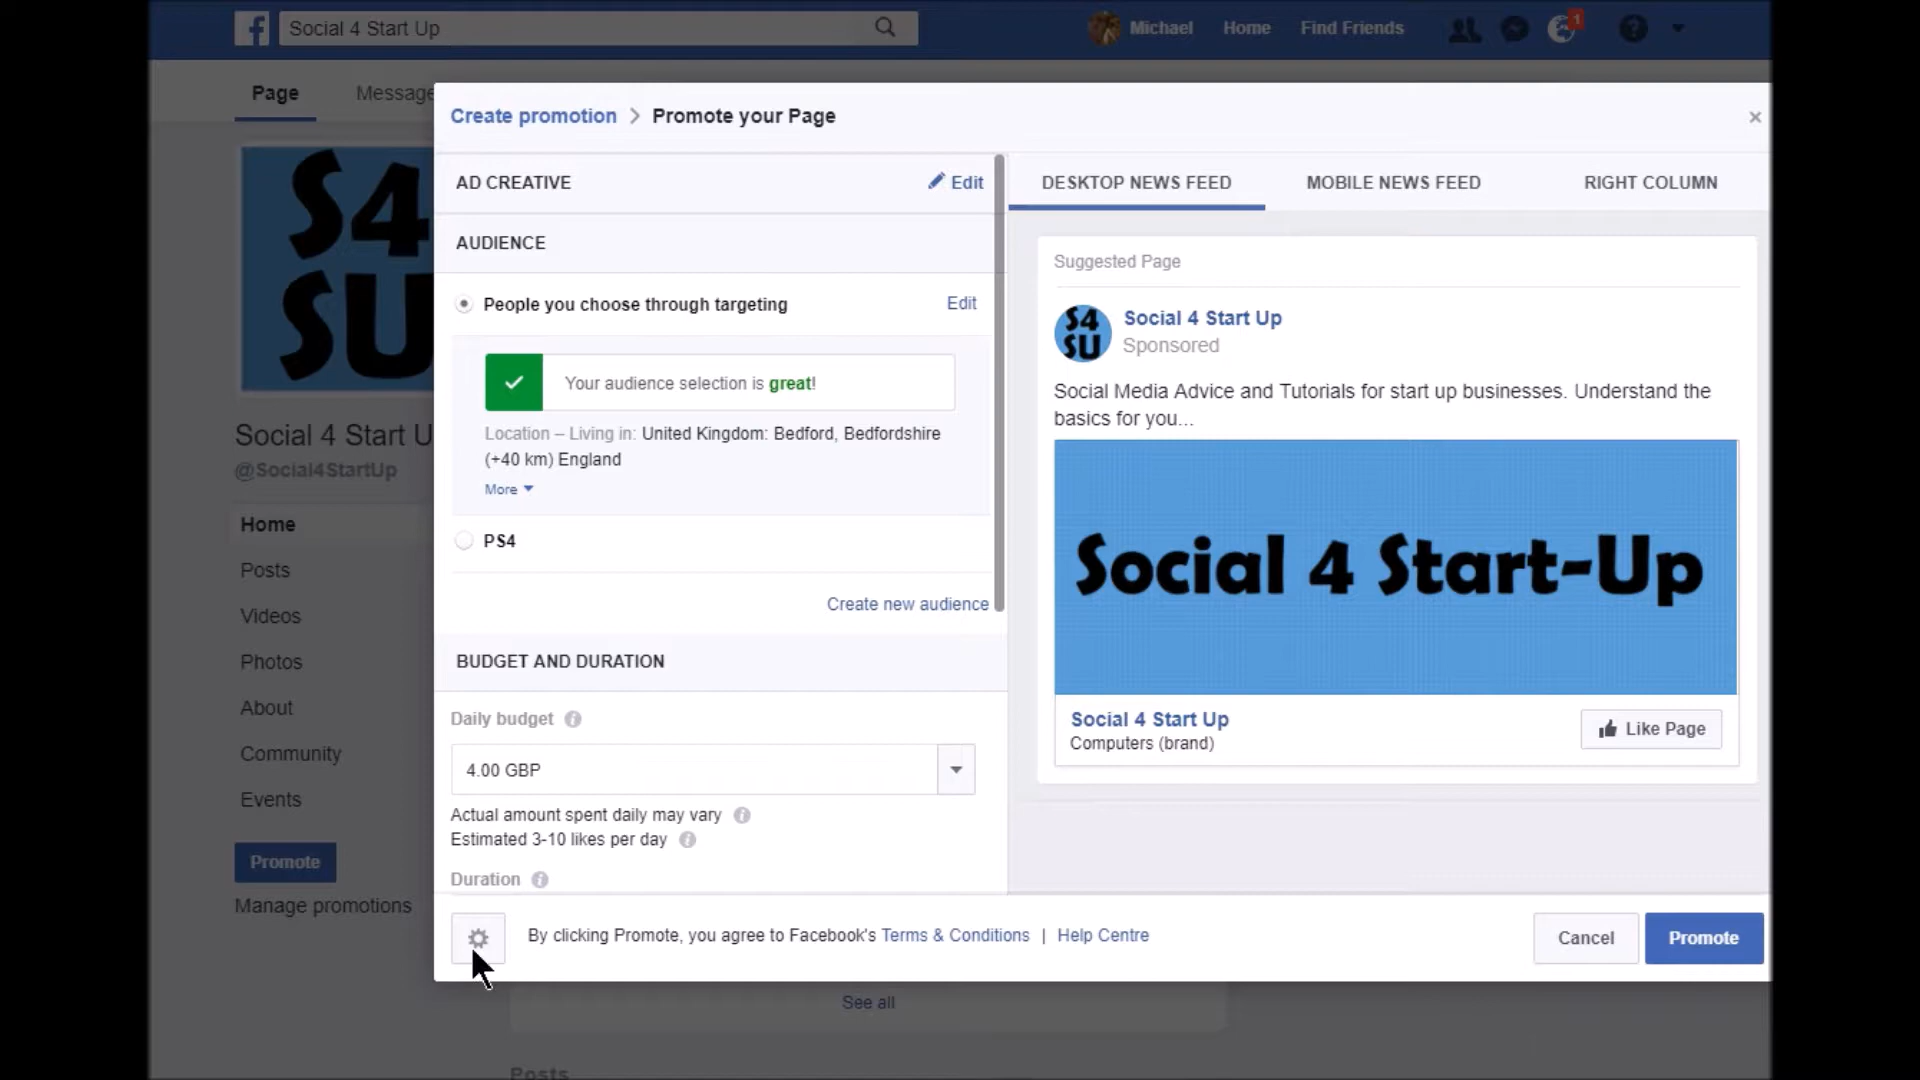 Social 4 Start Up
Michael
Home
Find Friends
1
Page
Message
S4
SU
Social 4 Start U
@Social4StartUp
Home
Posts
Videos
Photos
About
Community
Events
Promote
Manage promotions
Create promotion > Promote your Page
×
AD CREATIVE
Edit
AUDIENCE
People you choose through targeting
Edit
Your audience selection is great!
Location – Living in: United Kingdom: Bedford, Bedfordshire
(+40 km) England
More
PS4
Create new audience
BUDGET AND DURATION
Daily budget
4.00 GBP
Actual amount spent daily may vary
Estimated 3-10 likes per day
Duration
DESKTOP NEWS FEED
MOBILE NEWS FEED
RIGHT COLUMN
Suggested Page
S4
SU
Social 4 Start Up
Sponsored
Social Media Advice and Tutorials for start up businesses. Understand the
basics for you...
Social 4 Start-Up
Social 4 Start Up
Computers (brand)
Like Page
By clicking Promote, you agree to Facebook's Terms & Conditions | Help Centre
Cancel
Promote
See all
Posts